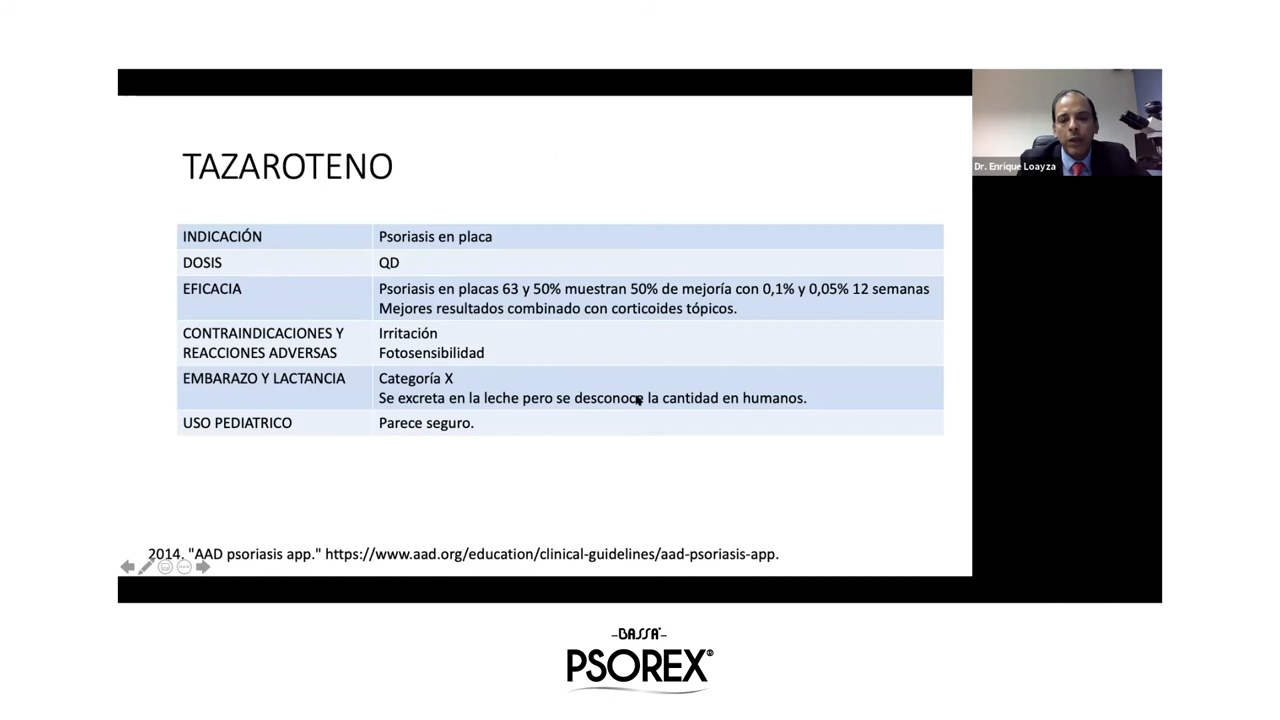 TAZAROTENO
Dr. Enrique Loayza
INDICACIÓN
Psoriasis en placa
DOSIS
QD
EFICACIA
Psoriasis en placas 63 y 50% muestran 50% de mejoría con 0,1% y 0,05% 12 semanas
Mejores resultados combinado con corticoides tópicos.
CONTRAINDICACIONES Y
REACCIONES ADVERSAS
Irritación
Fotosensibilidad
EMBARAZO Y LACTANCIA
Categoría X
Se excreta en la leche pero se desconoce la cantidad en humanos.
USO PEDIATRICO
Parece seguro.
2014. "AAD psoriasis app." https://www.aad.org/education/clinical-guidelines/aad-psoriasis-app.
BASSA
PSOREX®